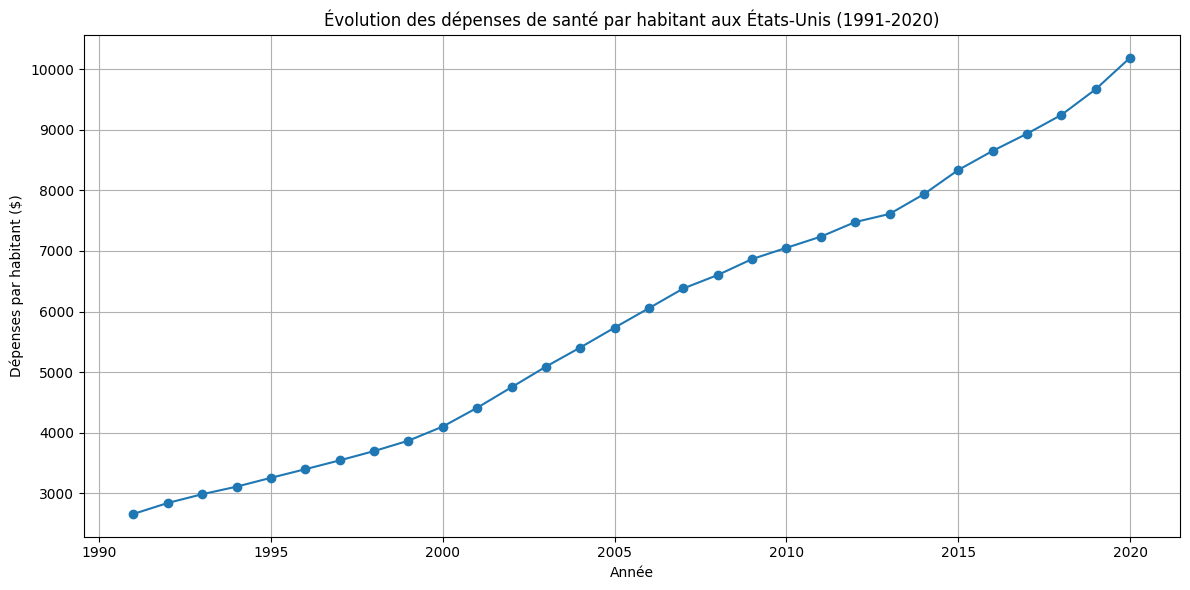 Évolution des dépenses de santé par habitant aux États-Unis (1991-2020)
10000
9000
8000
7000
6000
5000
4000
3000
Dépenses par habitant ($)
1990 1995 2000 2005 2010 2015 2020
Année